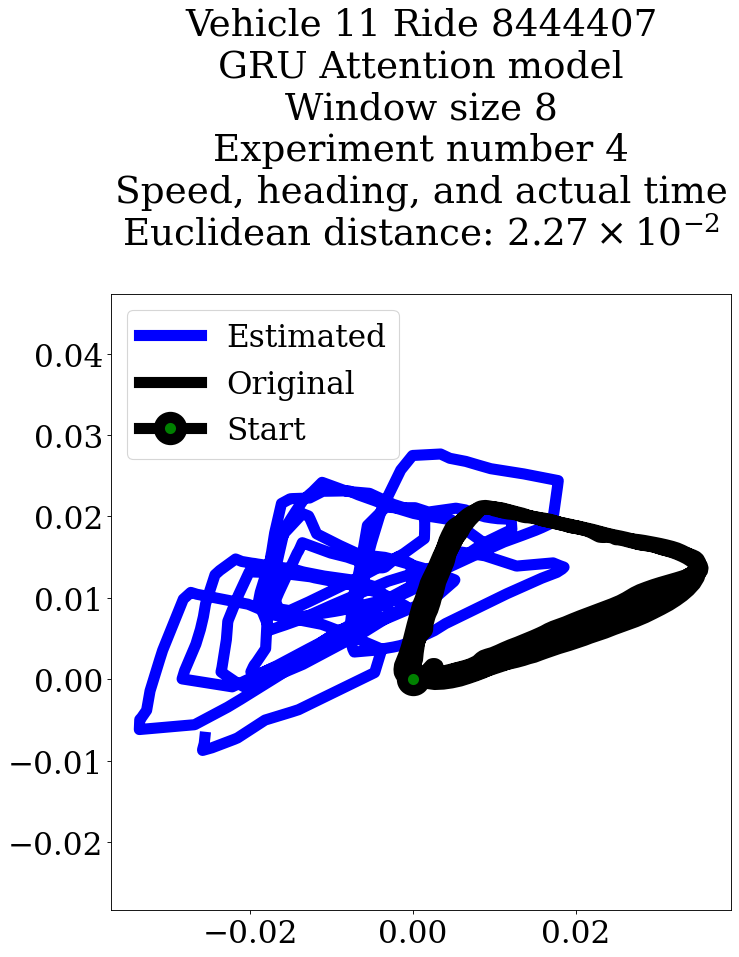 Vehicle 11 Ride 8444407
GRU Attention model
Window size 8
Experiment number 4
Speed, heading, and actual time
Euclidean distance: 2.27 × 10⁻²
Estimated
Original
Start
0.04
0.03
0.02
0.01
0.00
−0.01
−0.02
−0.02 0.00 0.02